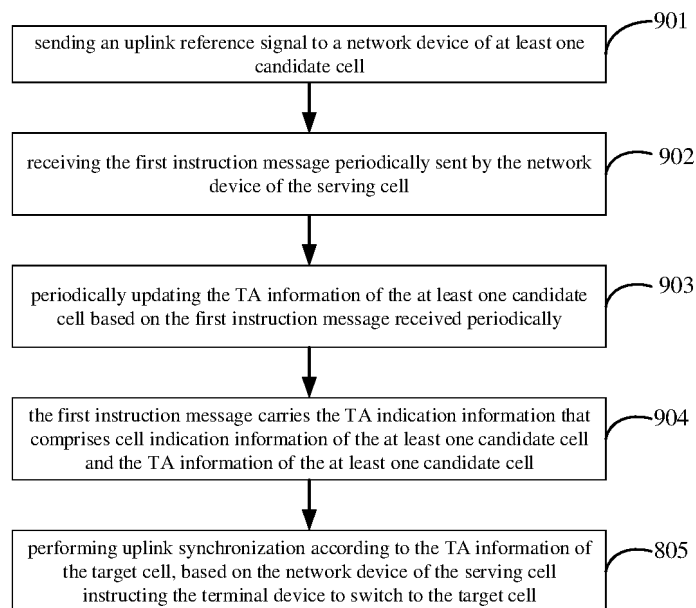 901
sending an uplink reference signal to a network device of at least one
candidate cell
902
receiving the first instruction message periodically sent by the network
device of the serving cell
903
periodically updating the TA information of the at least one candidate
cell based on the first instruction message received periodically
904
the first instruction message carries the TA indication information that
comprises cell indication information of the at least one candidate cell
and the TA information of the at least one candidate cell
805
performing uplink synchronization according to the TA information of
the target cell, based on the network device of the serving cell
instructing the terminal device to switch to the target cell